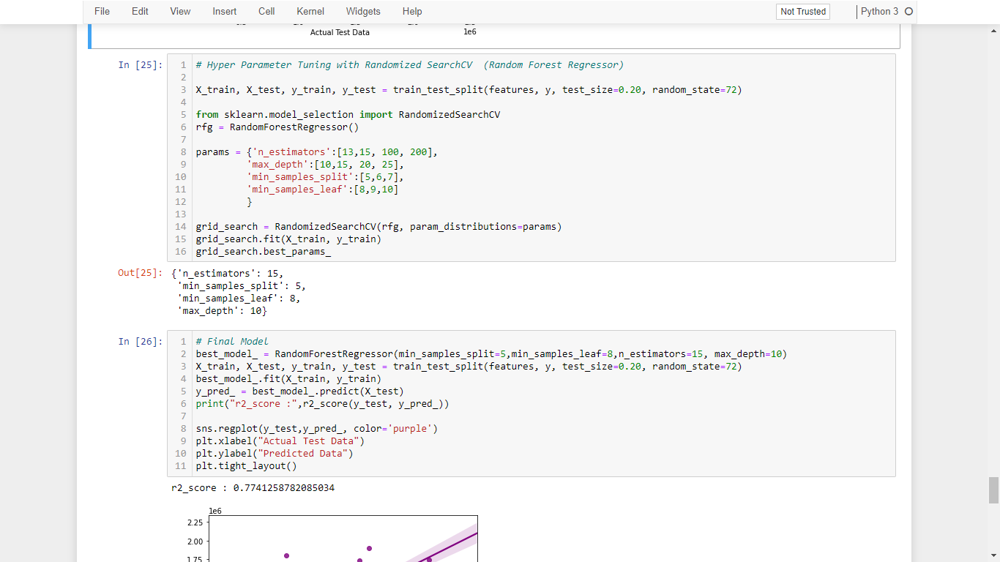 File Edit View Insert Cell Kernel Widgets Help Not Trusted Python 3
Actual Test Data 1e6
In [25]:
1 # Hyper Parameter Tuning with Randomized SearchCV (Random Forest Regressor)
2
3 X_train, X_test, y_train, y_test = train_test_split(features, y, test_size=0.20, random_state=72)
4
5 from sklearn.model_selection import RandomizedSearchCV
6 rfg = RandomForestRegressor()
7
8 params = {'n_estimators':[13,15, 100, 200],
9 'max_depth':[10,15, 20, 25],
10 'min_samples_split':[5,6,7],
11 'min_samples_leaf':[8,9,10]
12 }
13
14 grid_search = RandomizedSearchCV(rfg, param_distributions=params)
15 grid_search.fit(X_train, y_train)
16 grid_search.best_params_
Out[25]: {'n_estimators': 15,
'min_samples_split': 5,
'min_samples_leaf': 8,
'max_depth': 10}
In [26]:
1 # Final Model
2 best_model_ = RandomForestRegressor(min_samples_split=5,min_samples_leaf=8,n_estimators=15, max_depth=10)
3 X_train, X_test, y_train, y_test = train_test_split(features, y, test_size=0.20, random_state=72)
4 best_model_.fit(X_train, y_train)
5 y_pred_ = best_model_.predict(X_test)
6 print("r2_score :",r2_score(y_test, y_pred_))
7
8 sns.regplot(y_test,y_pred_, color='purple')
9 plt.xlabel("Actual Test Data")
10 plt.ylabel("Predicted Data")
11 plt.tight_layout()
r2_score : 0.7741258782085034
1e6
2.25
2.00
1.75